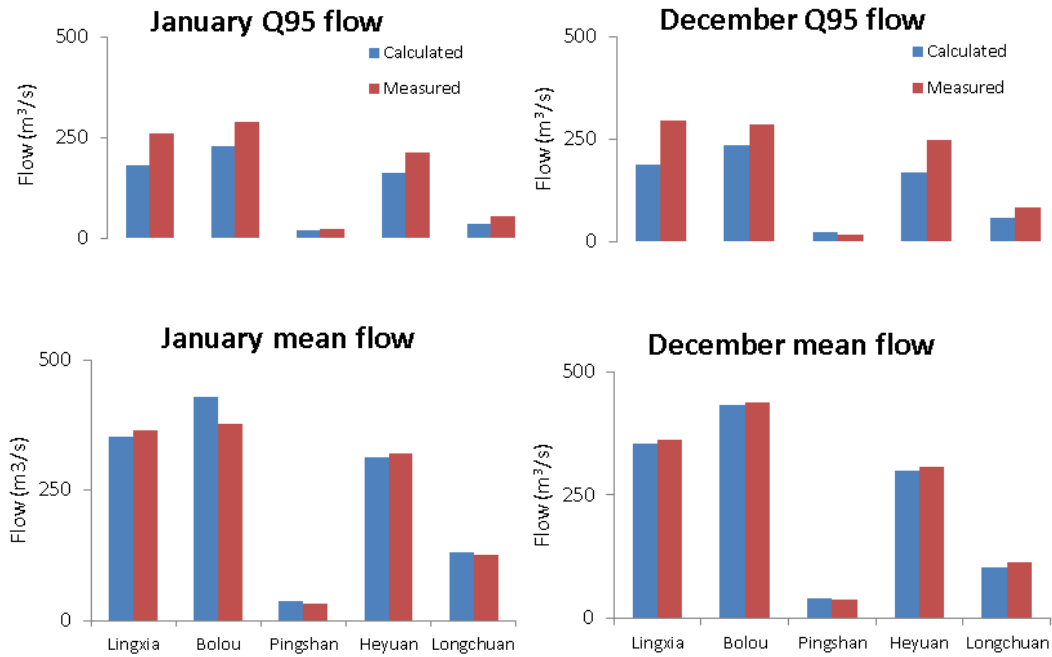 January Q95 flow
500
250
0
Flow (m³/s)
Calculated
Measured
December Q95 flow
500
250
0
Flow (m³/s)
Calculated
Measured
January mean flow
500
250
0
Flow (m3/s)
Lingxia Bolou Pingshan Heyuan Longchuan
December mean flow
500
250
0
Flow (m³/s)
Lingxia Bolou Pingshan Heyuan Longchuan